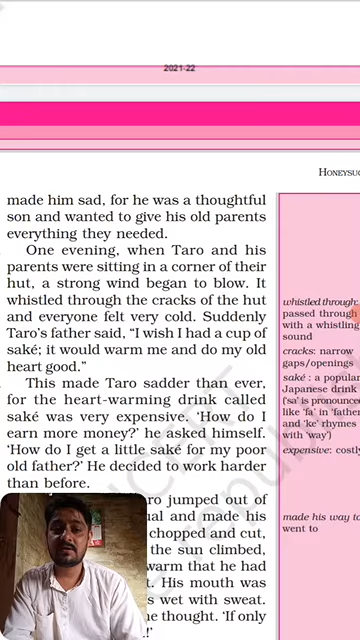 2021-22
HONEYSUC
made him sad, for he was a thoughtful
son and wanted to give his old parents
everything they needed.
One evening, when Taro and his
parents were sitting in a corner of their
hut, a strong wind began to blow. It
whistled through the cracks of the hut
and everyone felt very cold. Suddenly
Taro's father said, “I wish I had a cup of
saké; it would warm me and do my old
heart good.”
This made Taro sadder than ever,
for the heart-warming drink called
saké was very expensive. ‘How do I
earn more money?’ he asked himself.
‘How do I get a little saké for my poor
old father?’ He decided to work harder
than before.
aro jumped out of
ual and made his
chopped and cut,
the sun climbed,
warm that he had
t. His mouth was
s wet with sweat.
he thought. ‘If only
.!’
whistled through:
passed through
with a whistling
sound
cracks: narrow
gaps/openings
saké : a popular
Japanese drink
(‘sa’ is pronounced
like ‘fa’ in ‘father’
and ‘ke’ rhymes
with ‘way’)
expensive: costly
made his way to
went to